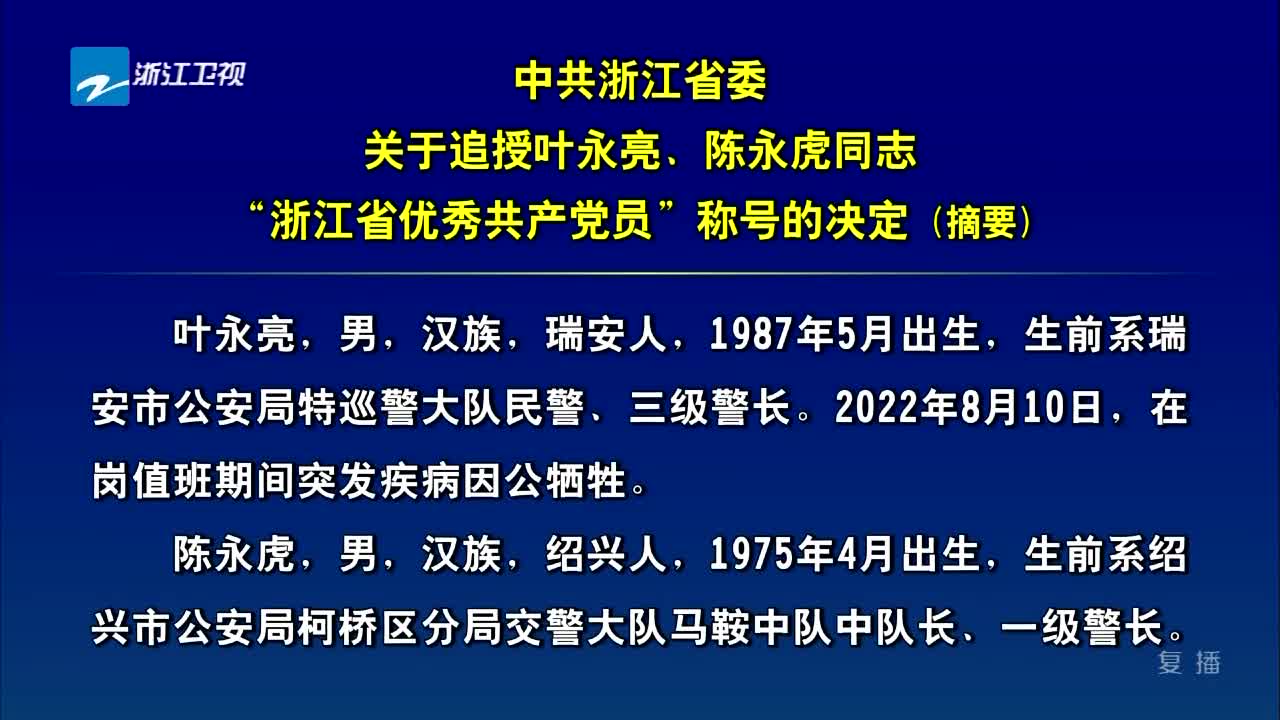 浙江卫视
中共浙江省委
关于追授叶永亮、陈永虎同志
“浙江省优秀共产党员”称号的决定（摘要）
叶永亮，男，汉族，瑞安人，1987年5月出生，生前系瑞
安市公安局特巡警大队民警、三级警长。2022年8月10日，在
岗值班期间突发疾病因公牺牲。
陈永虎，男，汉族，绍兴人，1975年4月出生，生前系绍
兴市公安局柯桥区分局交警大队马鞍中队中队长、一级警长。
复播